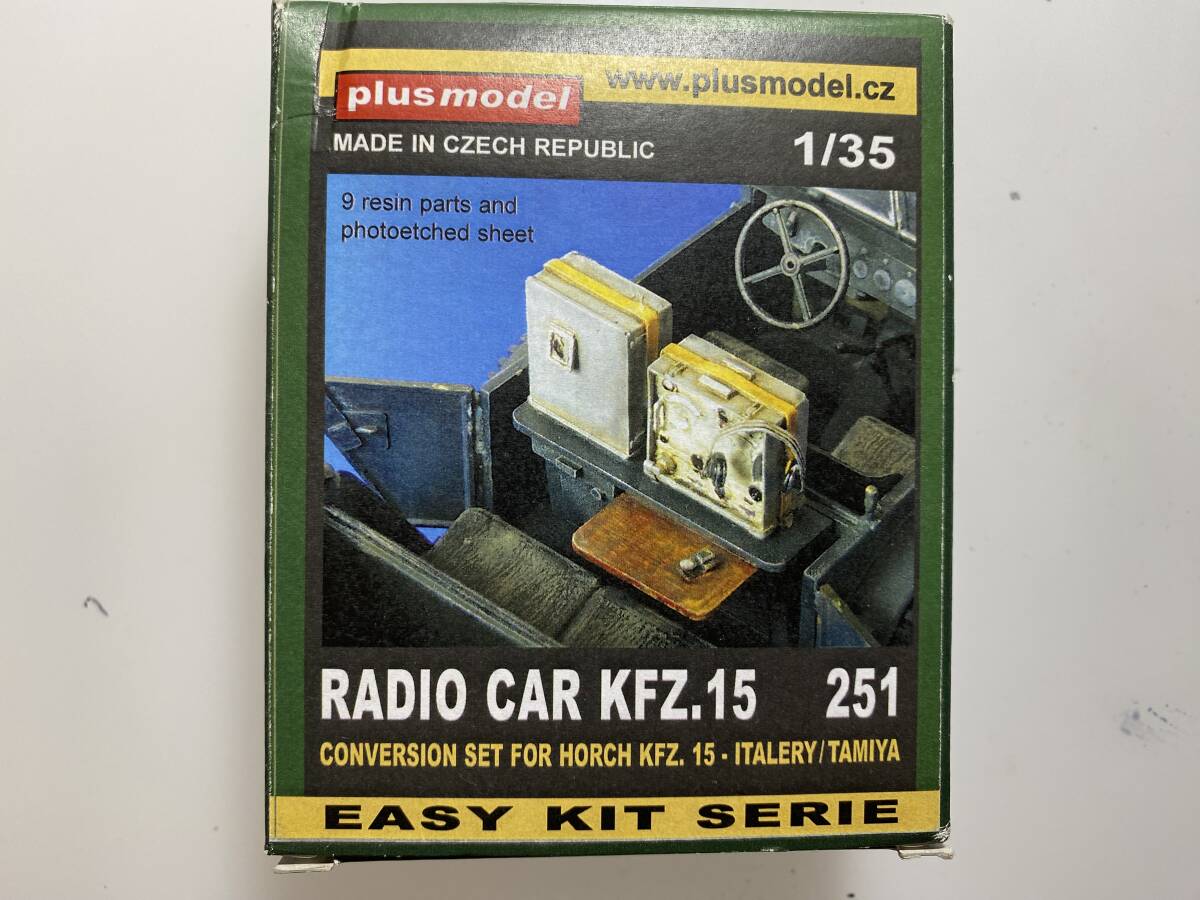 www.plusmodel.cz
plusmodel
MADE IN CZECH REPUBLIC
1/35
9 resin parts and
photoetched sheet
RADIO CAR KFZ.15 251
CONVERSION SET FOR HORCH KFZ. 15 - ITALERY/TAMIYA
EASY KIT SERIE